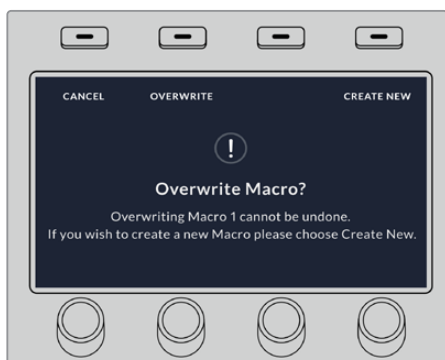 CANCEL OVERWRITE CREATE NEW
!
Overwrite Macro?
Overwriting Macro 1 cannot be undone.
If you wish to create a new Macro please choose Create New.